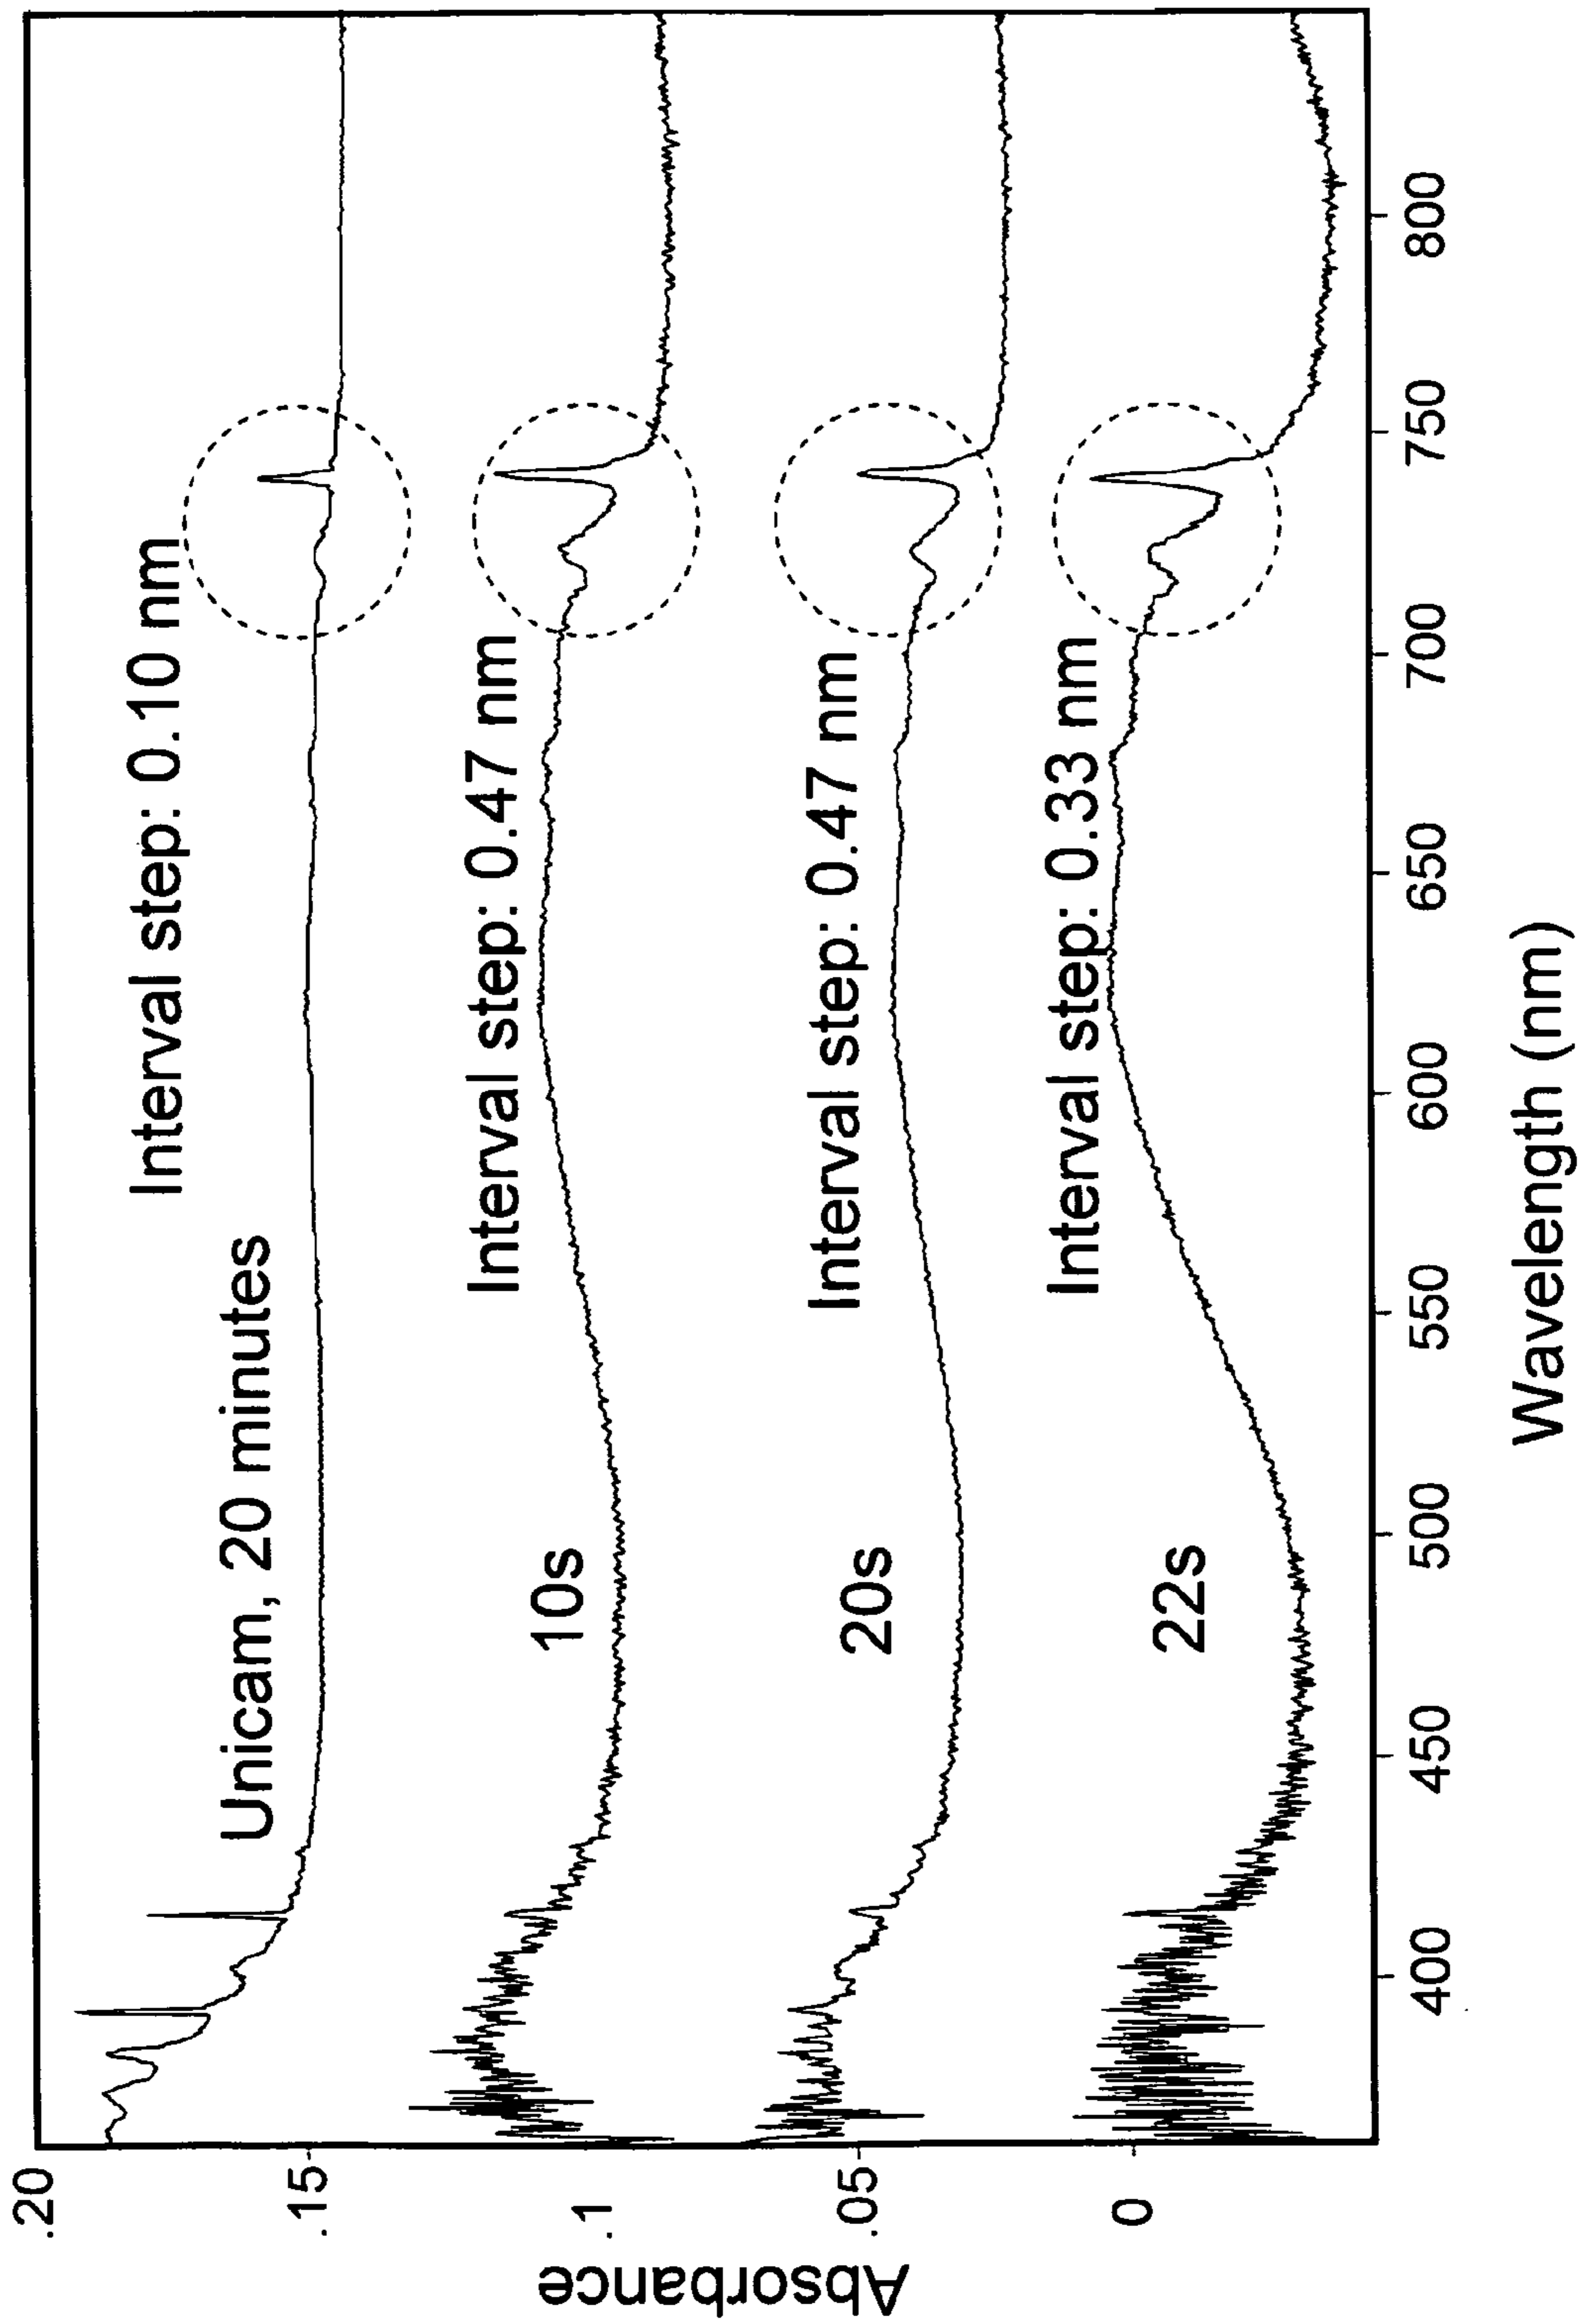 .20
.15
.1
.05
0
Absorbance
Unicam, 20 minutes
Interval step: 0.10 nm
10s
Interval step: 0.47 nm
20s
Interval step: 0.47 nm
22s
Interval step: 0.33 nm
400
450
500
550
600
650
700
750
800
Wavelength (nm)